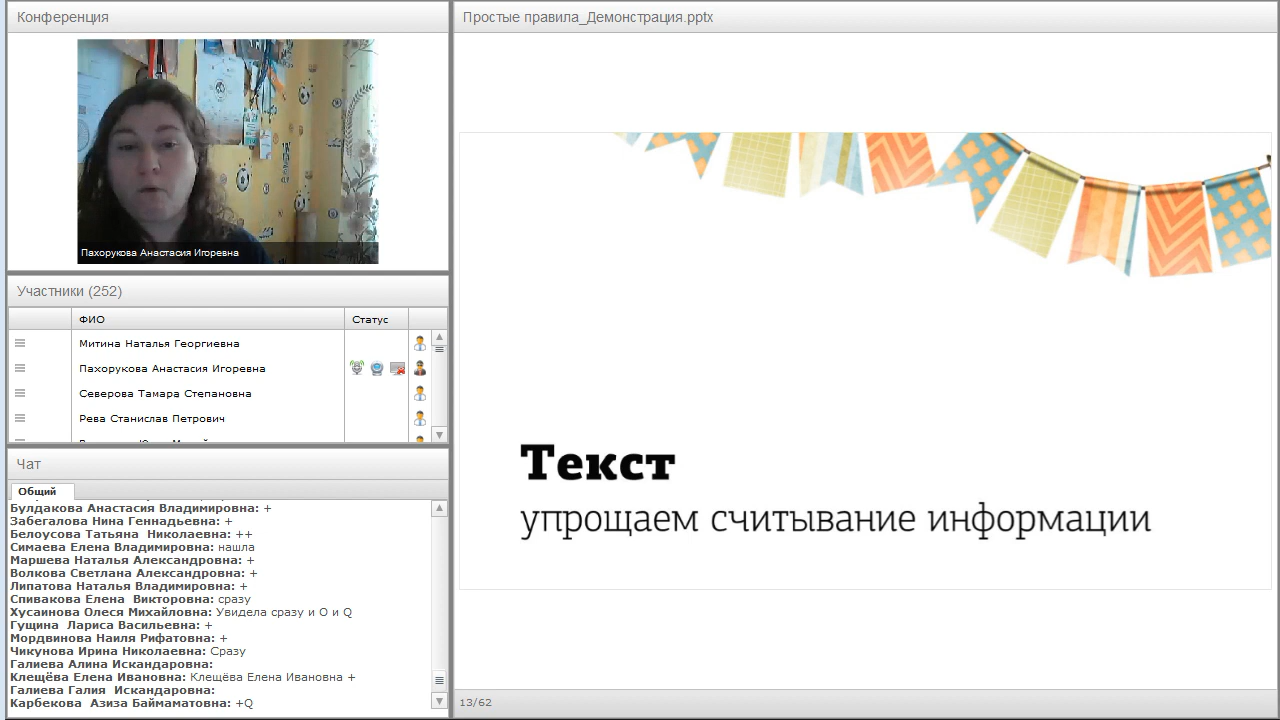 Конференция
Пахорукова Анастасия Игоревна
Участники (252)
ФИО
Статус
Митина Наталья Георгиевна
Пахорукова Анастасия Игоревна
Северова Тамара Степановна
Рева Станислав Петрович
Чат
Общий
Булдакова Анастасия Владимировна: +
Забегалова Нина Геннадьевна: +
Белоусова Татьяна Николаевна: ++
Симаева Елена Владимировна: нашла
Маршева Наталья Александровна: +
Волкова Светлана Александровна: +
Липатова Наталья Владимировна: +
Спивакова Елена Викторовна: сразу
Хусаинова Олеся Михайловна: Увидела сразу и О и Q
Гущина Лариса Васильевна: +
Мордвинова Наиля Рифатовна: +
Чикунова Ирина Николаевна: Сразу
Галиева Алина Искандаровна:
Клещёва Елена Ивановна: Клещёва Елена Ивановна +
Галиева Галия Искандаровна:
Карбекова Азиза Баймаматовна: +Q
Простые правила_Демонстрация.pptx
Текст
упрощаем считывание информации
13/62